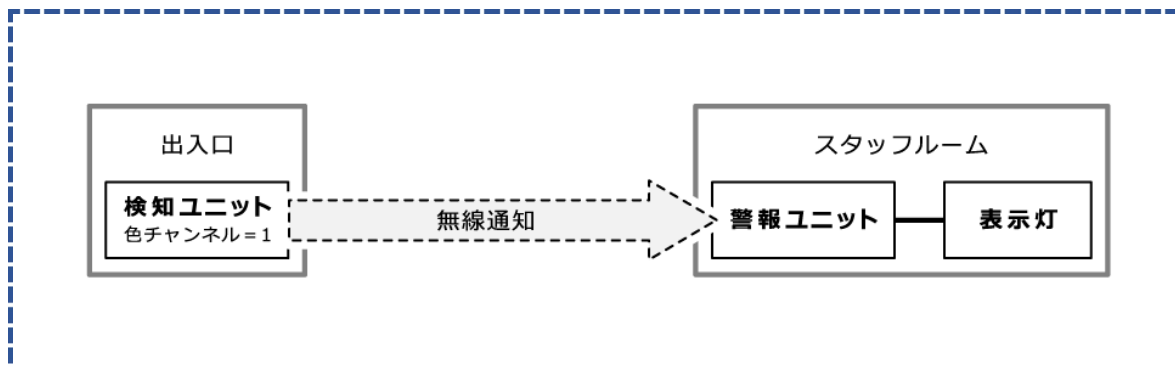 出入口
検知ユニット
色チャンネル＝1
無線通知
スタッフルーム
警報ユニット
表示灯